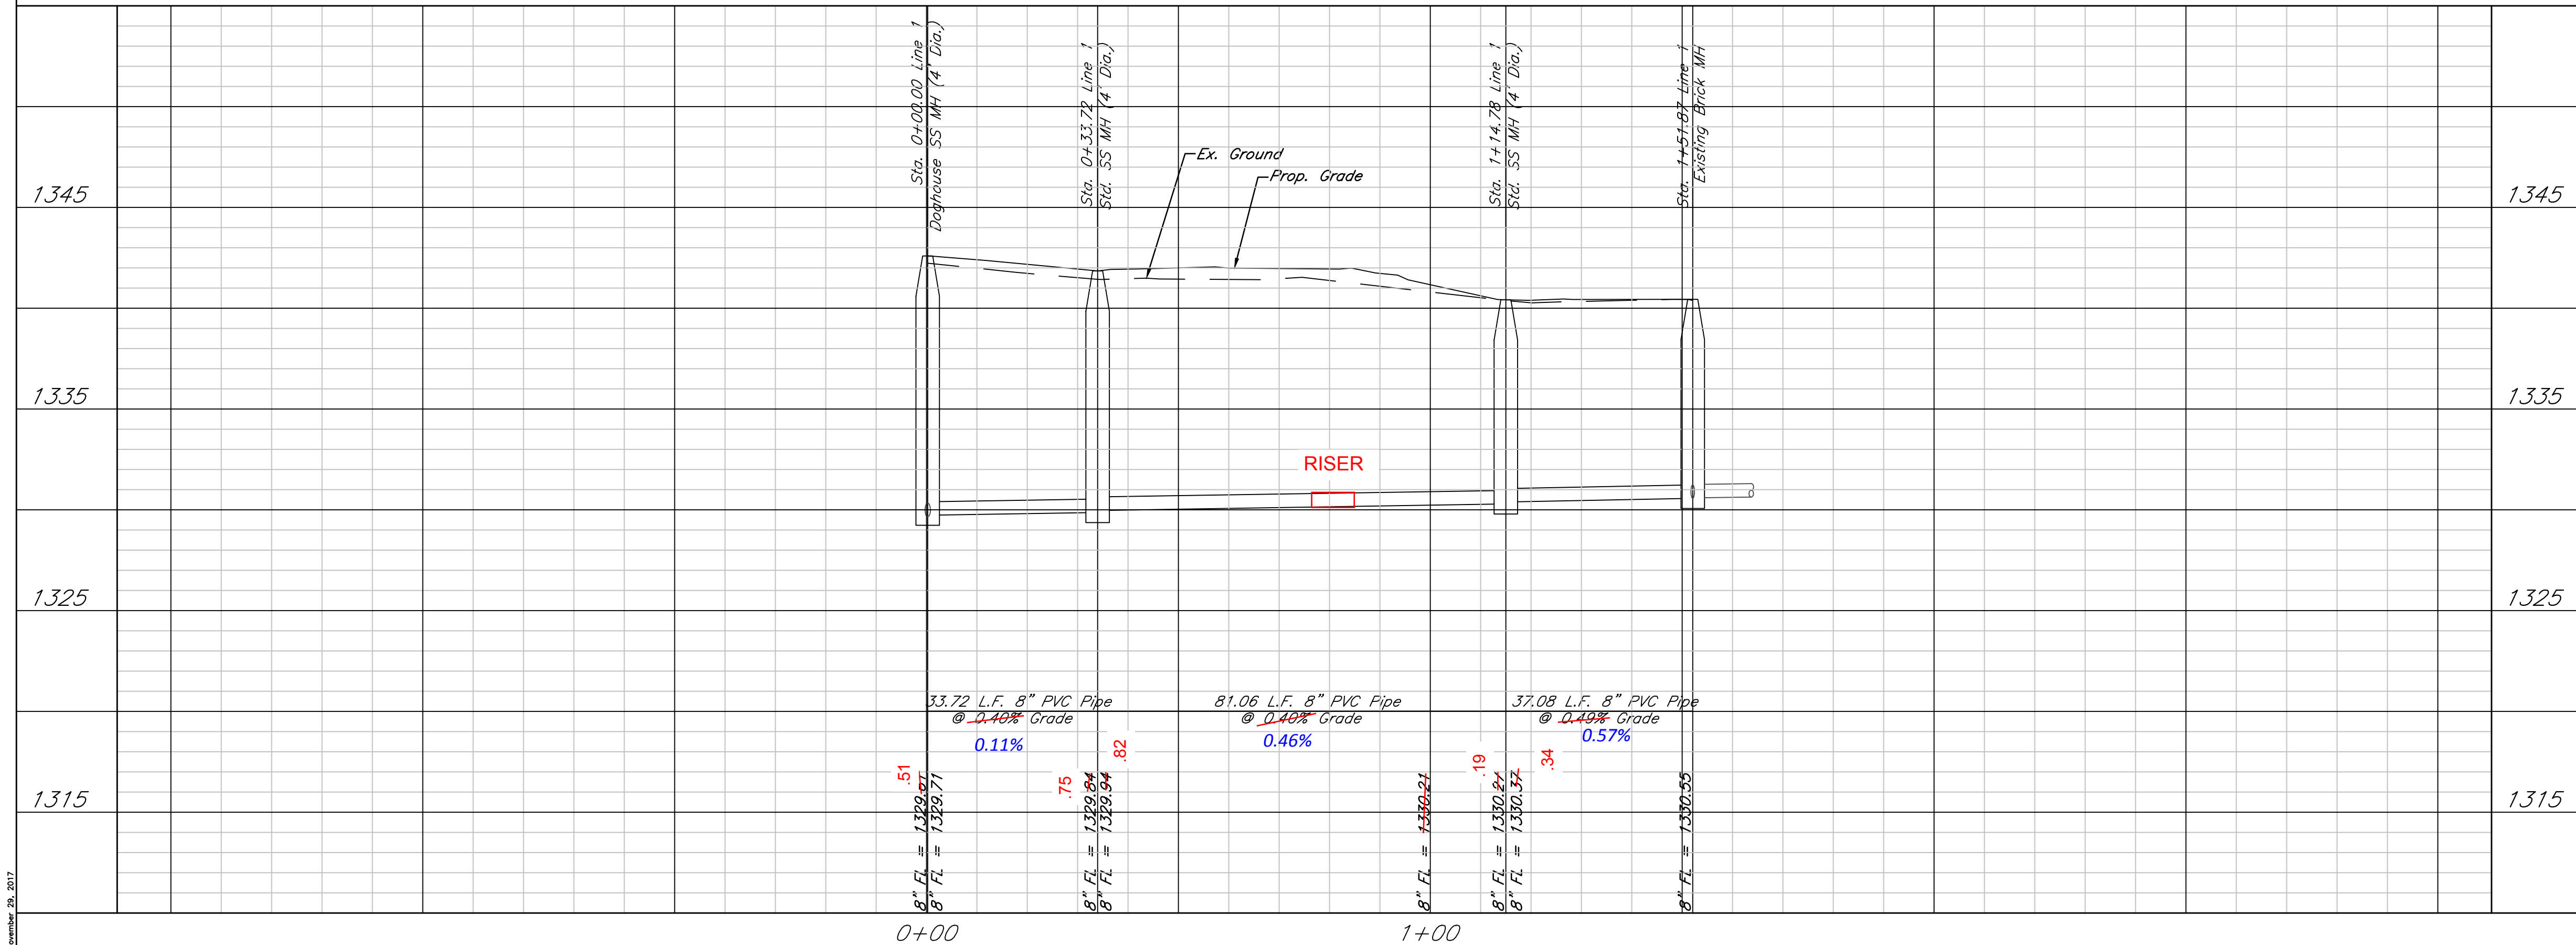 Sta. 0+00.00 Line 1
Doghouse SS MH (4' Dia.)
Sta. 0+33.72 Line 1
Std. SS MH (4' Dia.)
Sta. 1+14.78 Line 1
Std. SS MH (4' Dia.)
Sta. 1+51.87 Line 1
Existing Brick MH
Ex. Ground
Prop. Grade
1345
1345
1335
1335
RISER
1325
1325
33.72 L.F. 8" PVC Pipe
@ 0.40% Grade
0.11%
81.06 L.F. 8" PVC Pipe
@ 0.40% Grade
0.46%
37.08 L.F. 8" PVC Pipe
@ 0.49% Grade
0.57%
.51
.75
.82
.19
.34
1315
1315
8" FL = 1329.61
8" FL = 1329.71
8" FL = 1329.84
8" FL = 1329.94
8" FL = 1330.21
8" FL = 1330.21
8" FL = 1330.37
8" FL = 1330.55
0+00
1+00
ovember 29, 2017